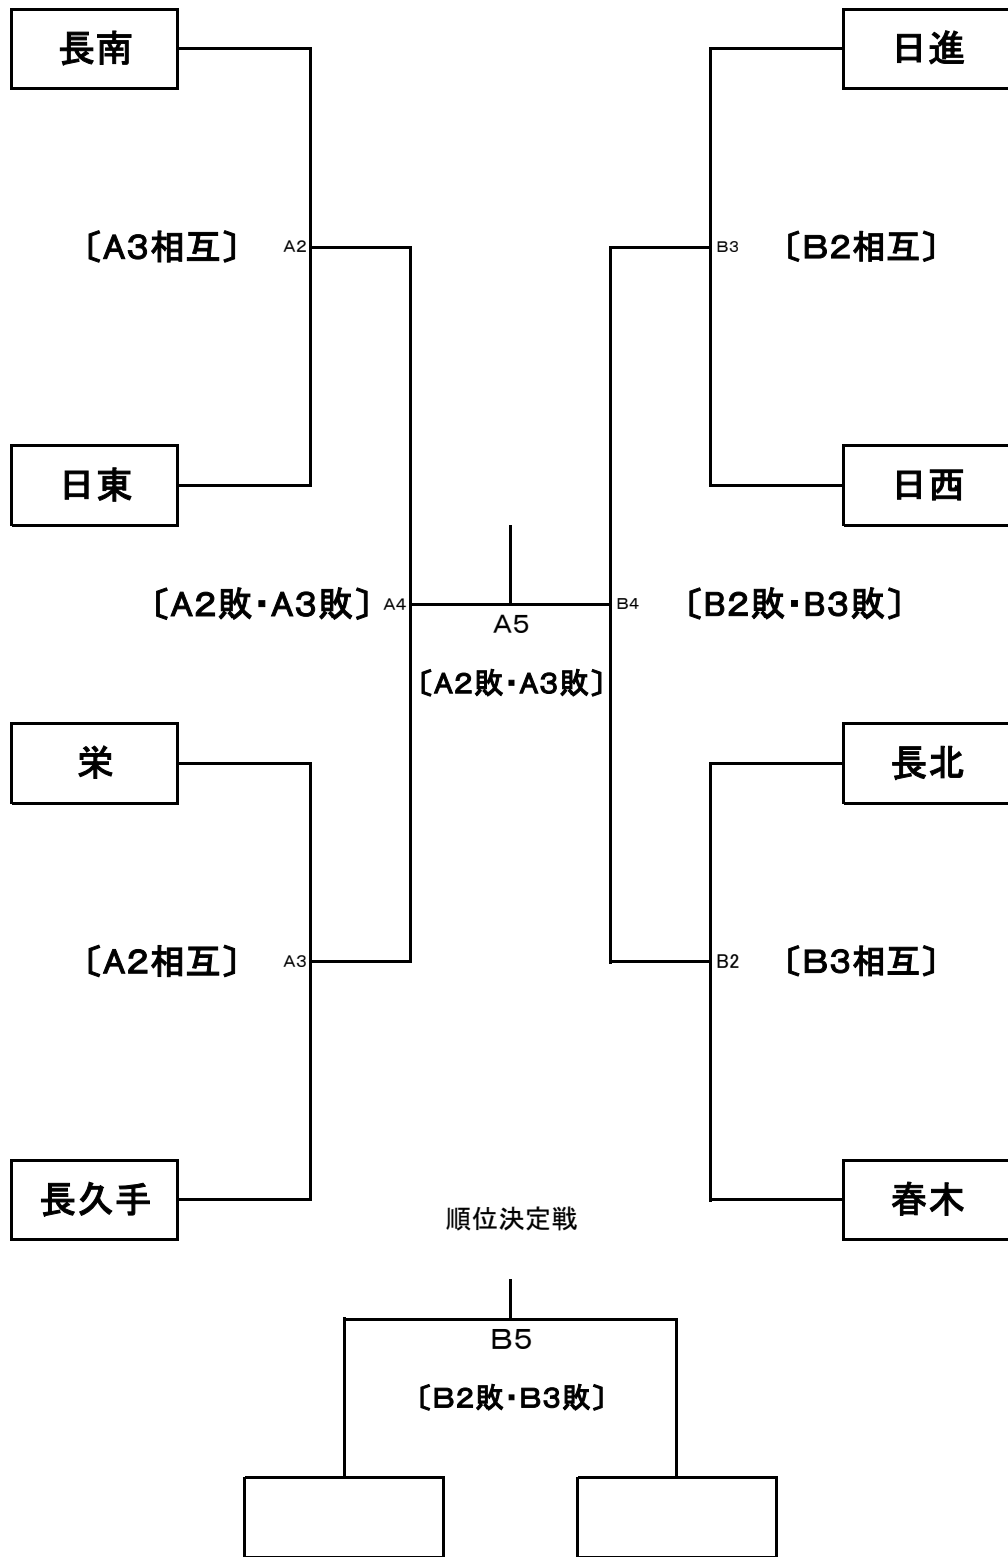 長南
日進
〔A3相互〕
A2
B3
〔B2相互〕
日東
日西
〔A2敗・A3敗〕
A4
B4
〔B2敗・B3敗〕
A5
〔A2敗・A3敗〕
栄
長北
〔A2相互〕
A3
B2
〔B3相互〕
長久手
春木
順位決定戦
B5
〔B2敗・B3敗〕